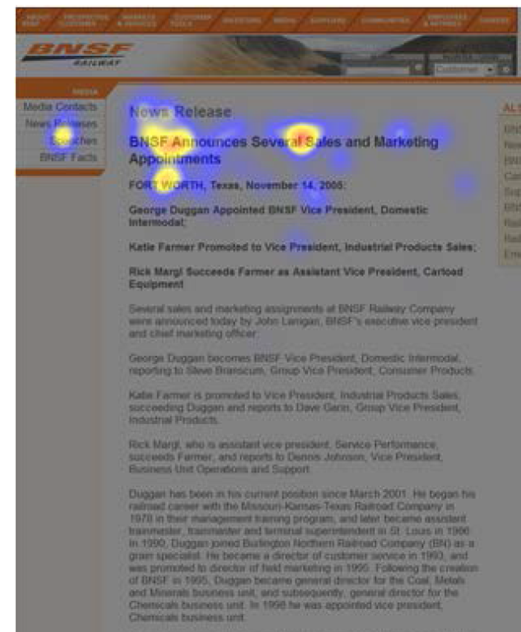 MARKETS
& SERVICES
CUSTOMER
TOOLS
INVESTORS
MEDIA
SUPPLIERS
COMMUNITIES
EMPLOYEES
CAREERS
BNSF
RAILWAY
Customer
MEDIA
Media Contacts
News Releases
Speeches
BNSF Facts
News Release
BNSF Announces Several Sales and Marketing
Appointments
FORT WORTH, Texas, November 14, 2005:
George Duggan Appointed BNSF Vice President, Domestic
Intermodal;
Katie Farmer Promoted to Vice President, Industrial Products Sales;
Rick Margl Succeeds Farmer as Assistant Vice President, Carload
Equipment
Several sales and marketing assignments at BNSF Railway Company
were announced today by John Lanigan, BNSF's executive vice president
and chief marketing officer.
George Duggan becomes BNSF Vice President, Domestic Intermodal,
reporting to Steve Branscum, Group Vice President, Consumer Products.
Katie Farmer is promoted to Vice President, Industrial Products Sales,
succeeding Duggan and reports to Dave Garin, Group Vice President,
Industrial Products.
Rick Margl, who is assistant vice president, Service Performance,
succeeds Farmer, and reports to Dennis Johnson, Vice President,
Business Unit Operations and Support.
Duggan has been in his current position since March 2001. He began his
railroad career with the Missouri-Kansas-Texas Railroad Company in
1978 in their management training program, and later became assistant
trainmaster, trainmaster and terminal superintendent in St. Louis in 1986.
In 1990, Duggan joined Burlington Northern Railroad Company (BN) as a
grain specialist. He became a director of customer service in 1993, and
was promoted to director of field marketing in 1995. Following the creation
of BNSF in 1995, Duggan became general director for the Coal, Metals
and Minerals business unit, and subsequently, general director for the
Chemicals business unit. In 1998 he was appointed vice president,
Chemicals business unit.